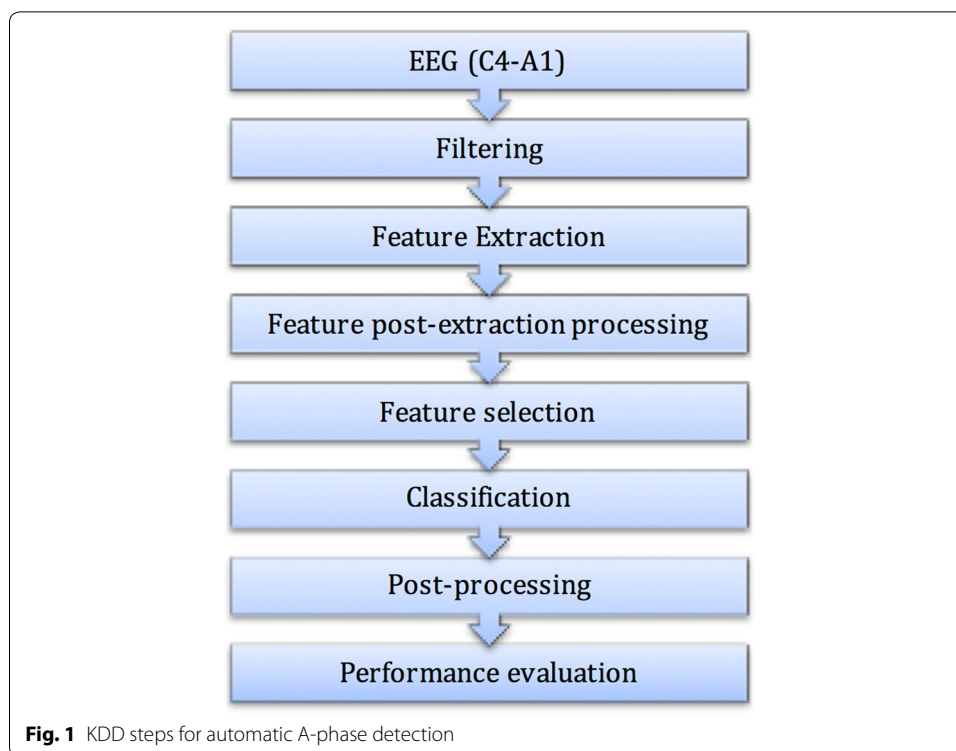 EEG (C4-A1)
Filtering
Feature Extraction
Feature post-extraction processing
Feature selection
Classification
Post-processing
Performance evaluation
Fig. 1 KDD steps for automatic A-phase detection